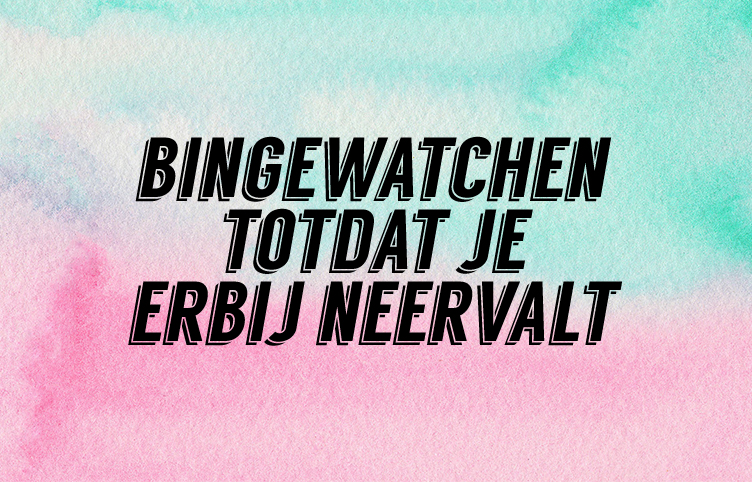 BINGEWATCHEN
TOTDAT JE
ERBIJ NEERVALT